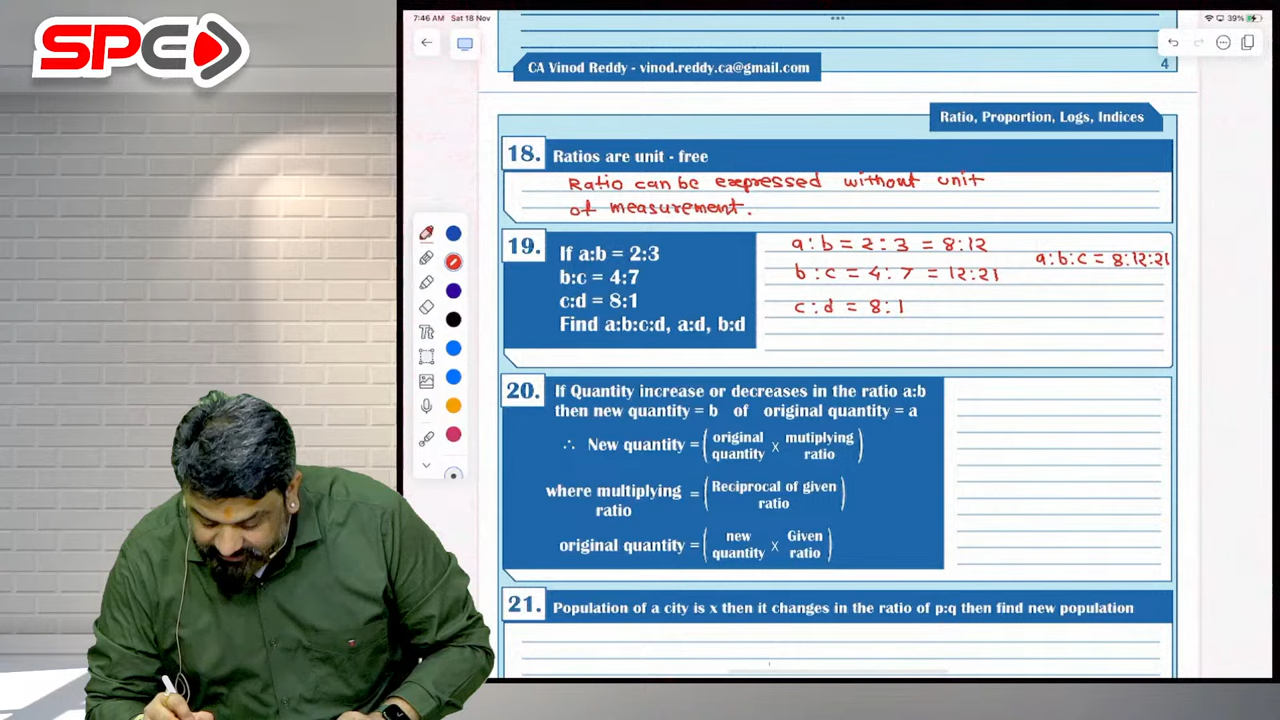 SPC
7:46 AM Sat 18 Nov
39%
CA Vinod Reddy - vinod.reddy.ca@gmail.com
4
Ratio, Proportion, Logs, Indices
18. Ratios are unit - free
Ratio can be expressed without unit
of measurement.
19. If a:b = 2:3
b:c = 4:7
c:d = 8:1
Find a:b:c:d, a:d, b:d
a:b = 2:3 = 8:12
b:c = 4:7 = 12:21
a:b:c = 8:12:21
c:d = 8:1
20. If Quantity increase or decreases in the ratio a:b
then new quantity = b of original quantity = a
∴ New quantity = (original quantity x mutiplying ratio)
where multiplying ratio = (Reciprocal of given ratio)
original quantity = (new quantity x Given ratio)
21. Population of a city is x then it changes in the ratio of p:q then find new population